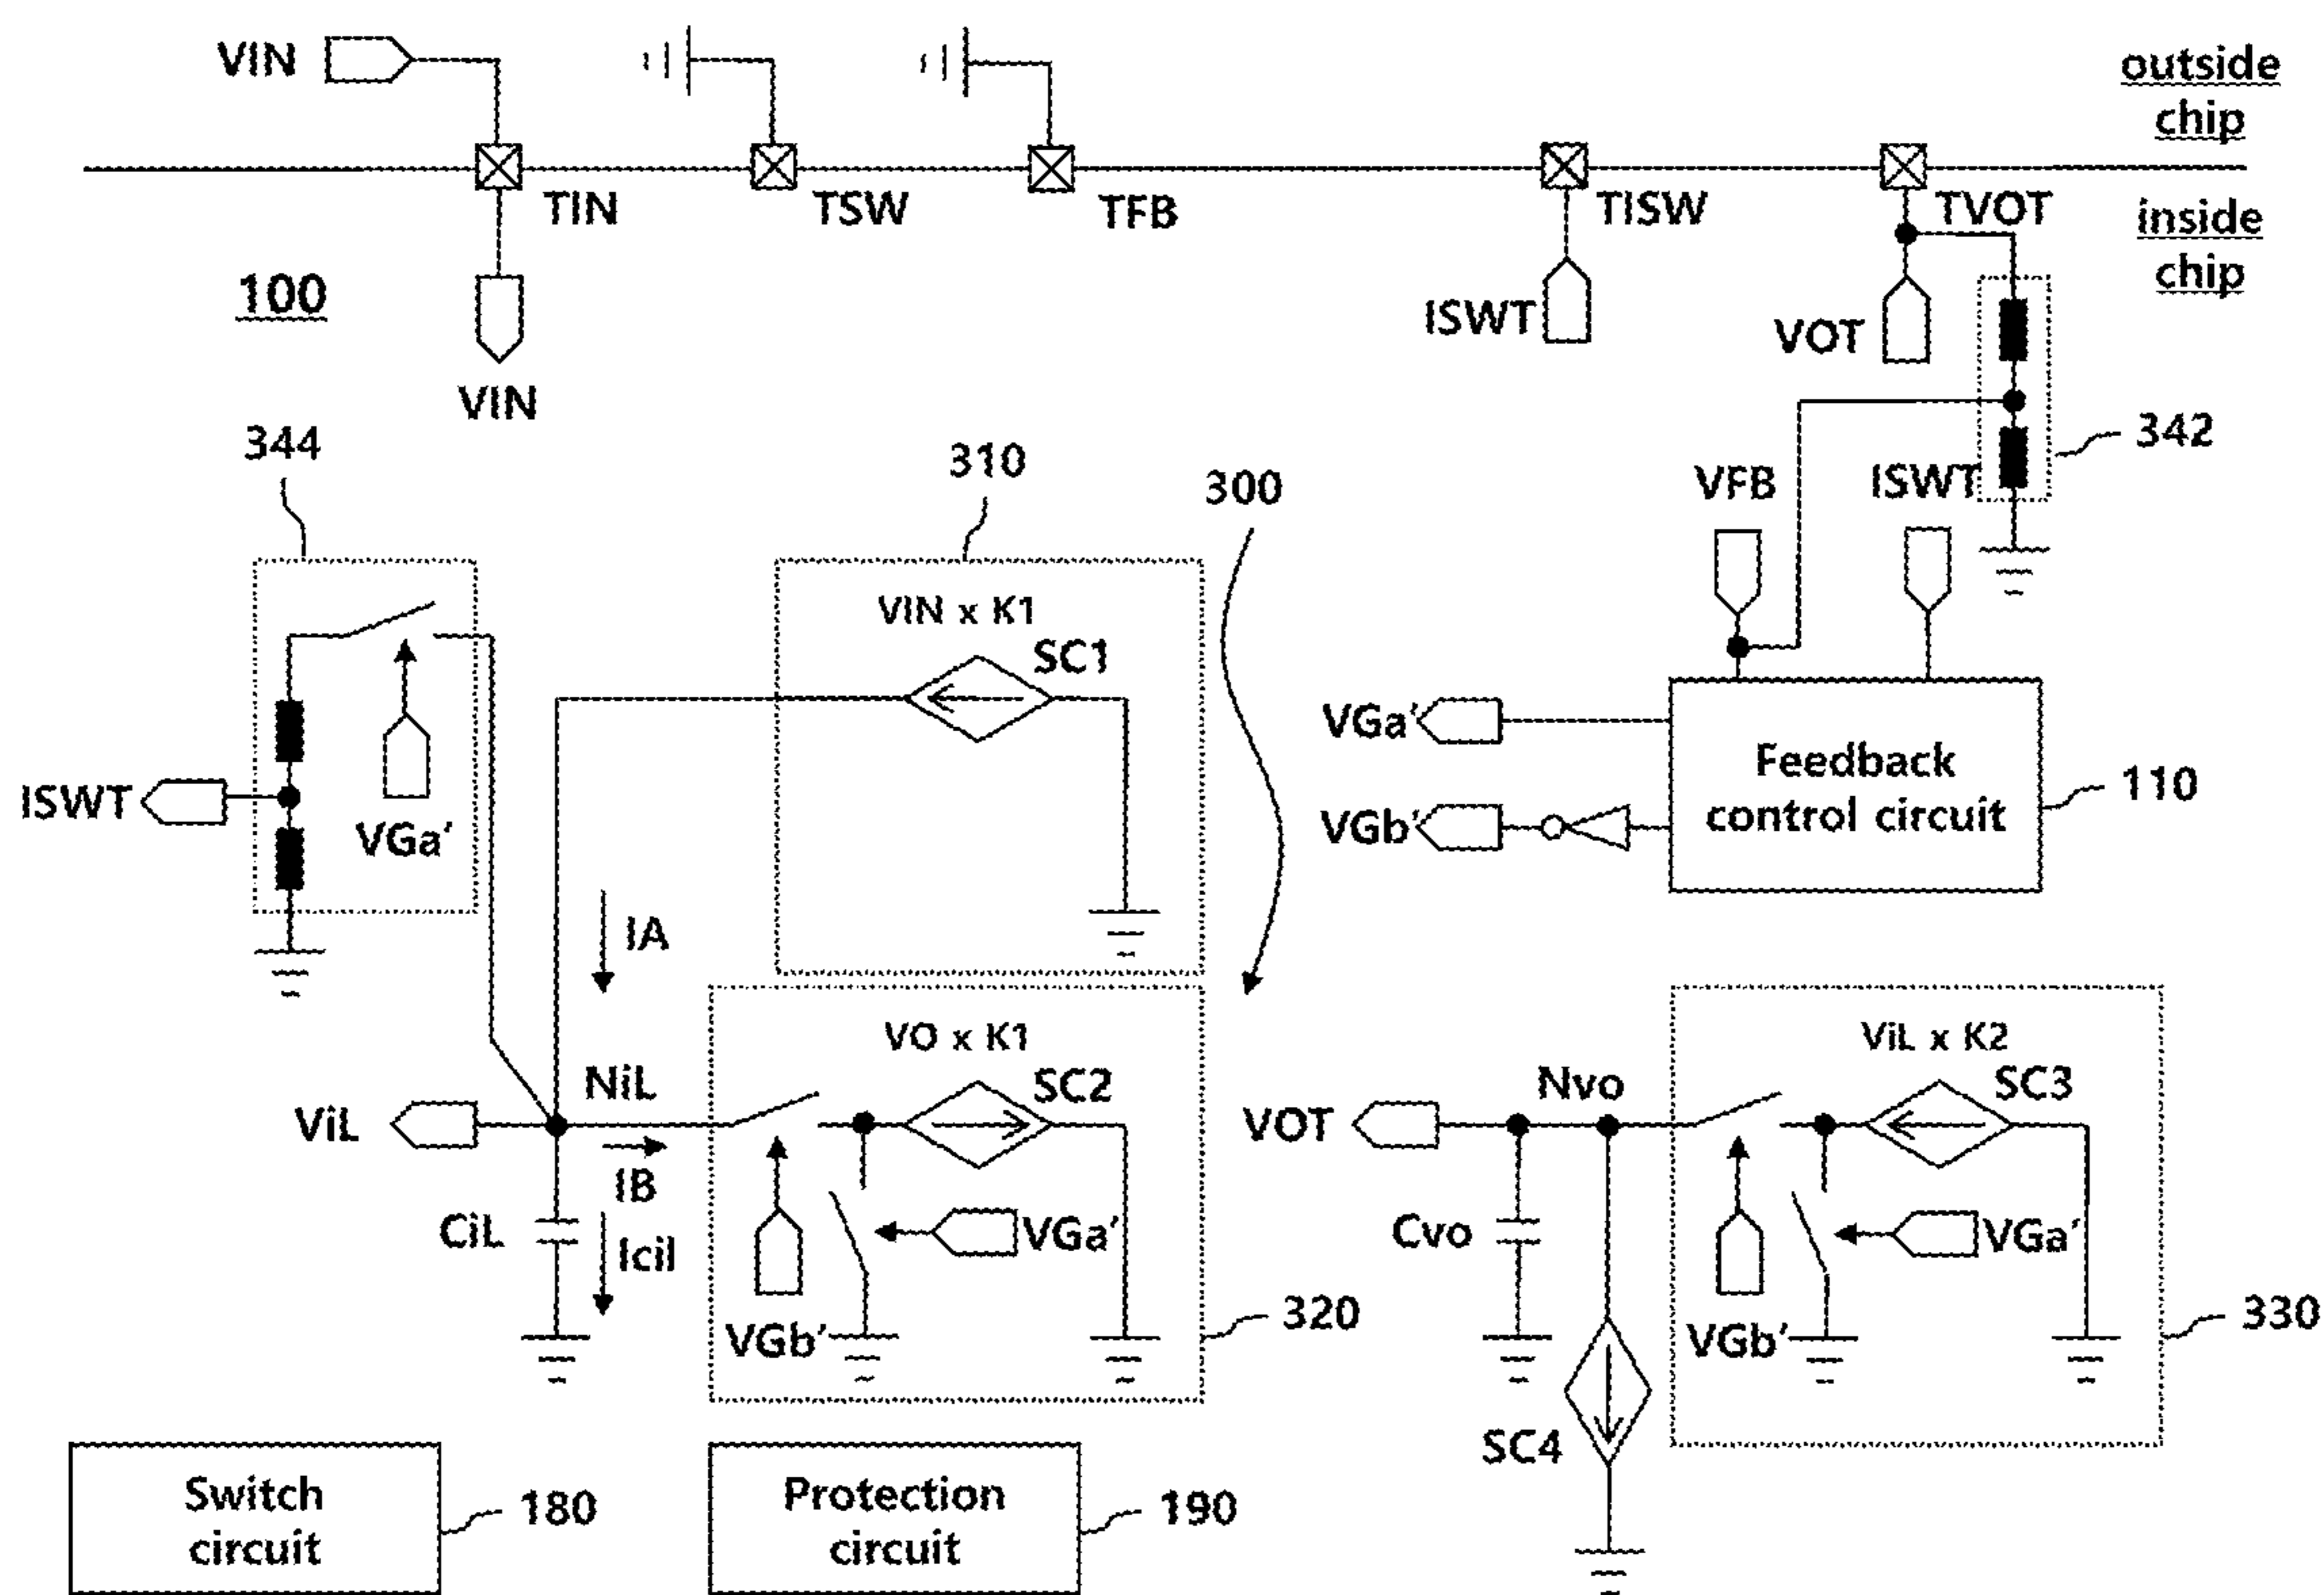 VIN
outside
chip
TIN
TSW
TFB
TISW
TVOT
inside
chip
100
VIN
ISWT
VOT
344
310
300
342
VFB
ISWT
VIN x K1
SC1
VGa'
Feedback
control circuit
110
VGb'
ISWT
VGa'
IA
VO x K1
SC2
NiL
ViL
IB
CiL
Icil
VGa'
VGb'
320
ViL x K2
SC3
Nvo
VOT
Cvo
VGa'
VGb'
330
SC4
Switch
circuit
180
Protection
circuit
190